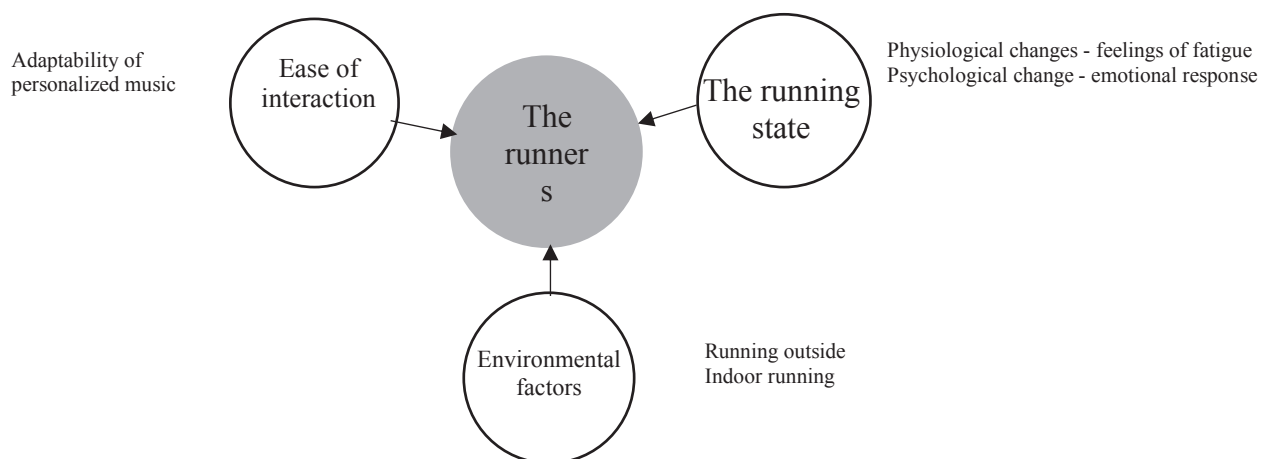 Adaptability of
personalized music
Ease of
interaction
The
runner
s
The running
state
Physiological changes - feelings of fatigue
Psychological change - emotional response
Environmental
factors
Running outside
Indoor running